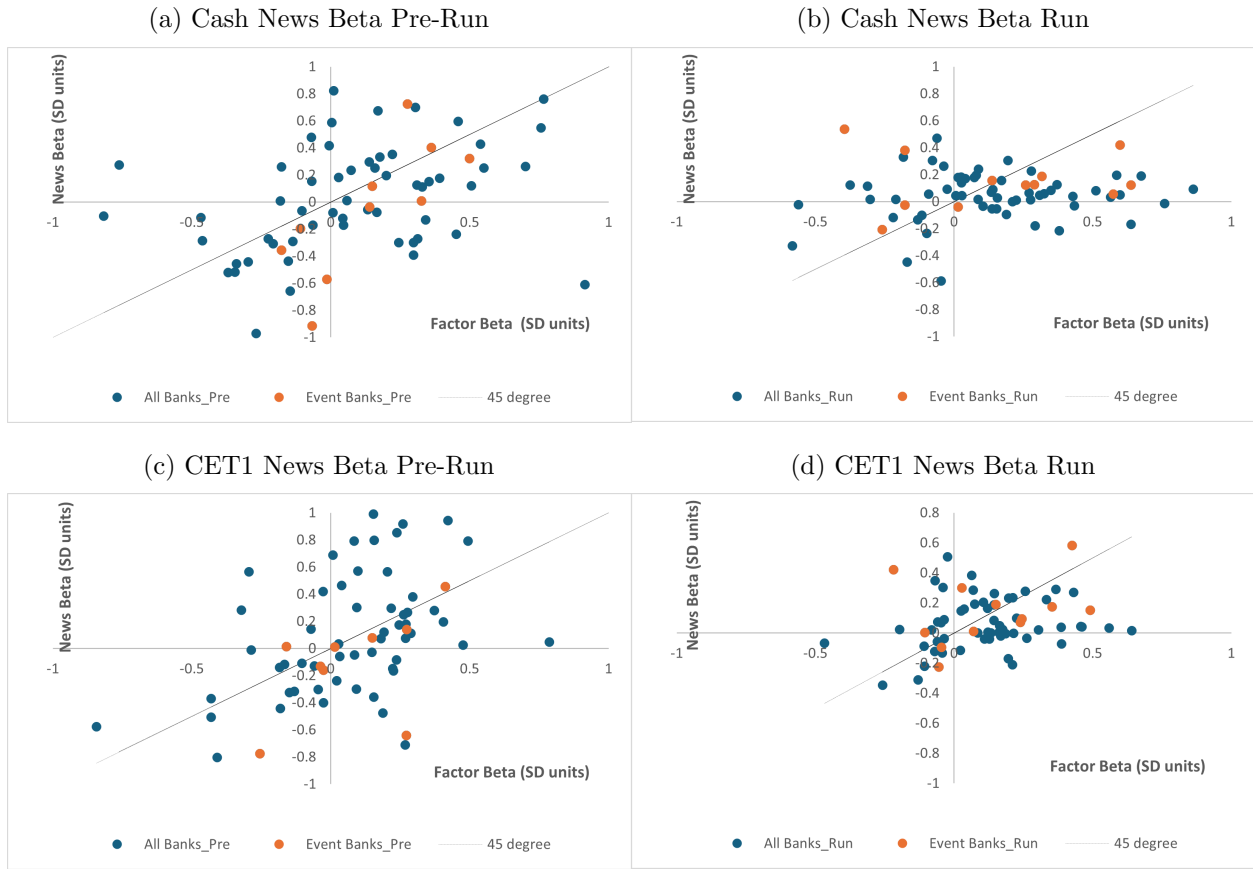 (a) Cash News Beta Pre-Run
News Beta (SD units)
1
0.8
0.6
0.4
0.2
0
-0.2
-0.4
-0.6
-0.8
-1
-1
-0.5
0
0.5
1
Factor Beta (SD units)
All Banks_Pre
Event Banks_Pre
45 degree
(b) Cash News Beta Run
News Beta (SD units)
1
0.8
0.6
0.4
0.2
0
-0.2
-0.4
-0.6
-0.8
-1
-1
-0.5
0
0.5
1
Factor Beta (SD units)
All Banks_Run
Event Banks_Run
45 degree
(c) CET1 News Beta Pre-Run
News Beta (SD units)
1
0.8
0.6
0.4
0.2
0
-0.2
-0.4
-0.6
-0.8
-1
-1
-0.5
0
0.5
1
Factor Beta (SD units)
All Banks_Pre
Event Banks_Pre
45 degree
(d) CET1 News Beta Run
News Beta (SD units)
0.8
0.6
0.4
0.2
0
-0.2
-0.4
-0.6
-0.8
-1
-1
-0.5
0
0.5
1
Factor Beta (SD units)
All Banks_Run
Event Banks_Run
45 degree